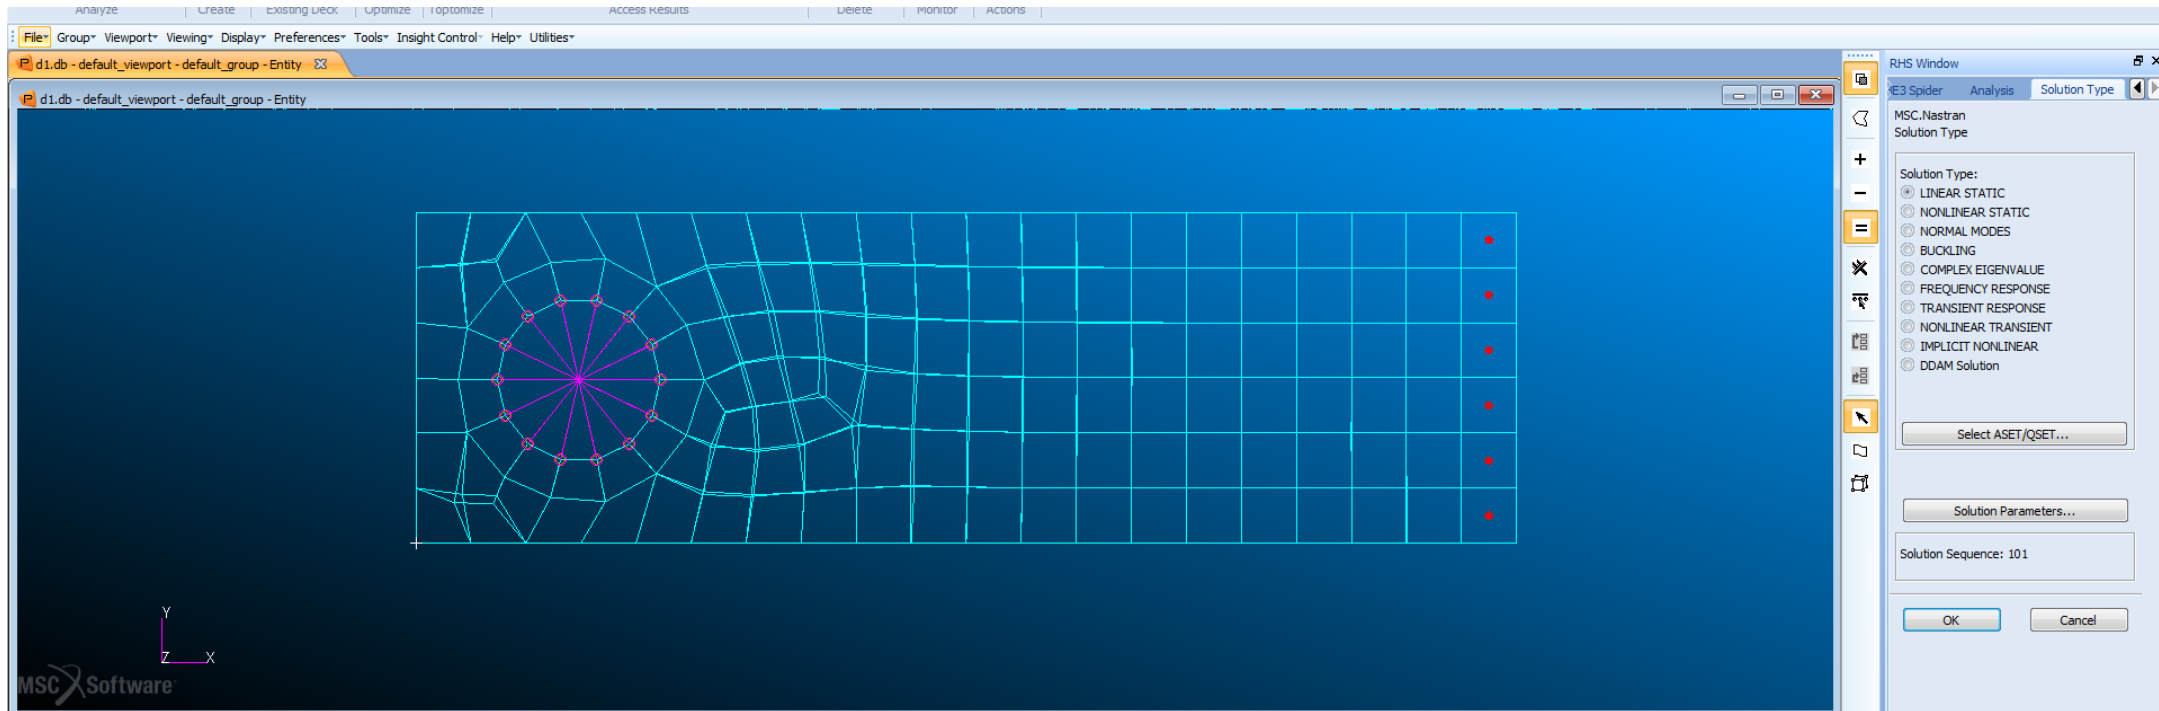 Analyze Create Existing Deck Optimize Toptomize Access Results Delete Monitor Actions
File Group Viewport Viewing Display Preferences Tools Insight Control Help Utilities
d1.db - default_viewport - default_group - Entity
d1.db - default_viewport - default_group - Entity
RHS Window
E3 Spider Analysis Solution Type
MSC.Nastran
Solution Type
Solution Type:
LINEAR STATIC
NONLINEAR STATIC
NORMAL MODES
BUCKLING
COMPLEX EIGENVALUE
FREQUENCY RESPONSE
TRANSIENT RESPONSE
NONLINEAR TRANSIENT
IMPLICIT NONLINEAR
DDAM Solution
Select ASET/QSET...
Solution Parameters...
Solution Sequence: 101
OK Cancel
Y
Z X
MSC Software